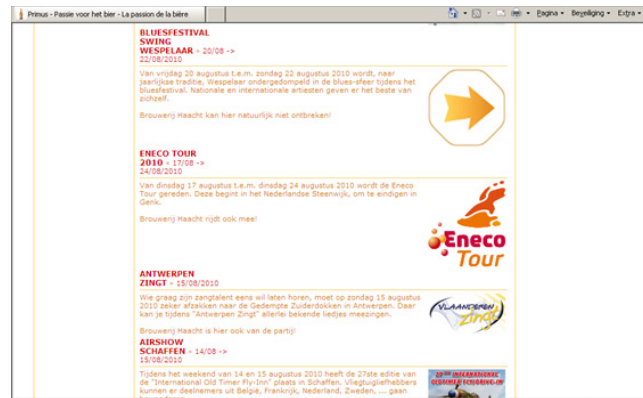 Primus - Passie voor het bier - La passion de la bière
Pagina
Beveiliging
Extra
BLUESFESTIVAL
SWING
WESPELAAR » 20/08 ->
22/08/2010
Van vrijdag 20 augustus t.e.m. zondag 22 augustus 2010 wordt, naar
jaarlijkse traditie, Wespelaar ondergedompeld in de blues-sfeer tijdens het
bluesfestival. Nationale en internationale artiesten geven er het beste van
zichzelf.
Brouwerij Haacht kan hier natuurlijk niet ontbreken!
ENECO TOUR
2010 » 17/08 ->
24/08/2010
Van dinsdag 17 augustus t.e.m. dinsdag 24 augustus 2010 wordt de Eneco
Tour gereden. Deze begint in het Nederlandse Steenwijk, om te eindigen in
Genk.
Brouwerij Haacht rijdt ook mee!
Eneco
Tour
ANTWERPEN
ZINGT » 15/08/2010
Wie graag zijn zangtalent eens wil laten horen, moet op zondag 15 augustus
2010 zeker afzakken naar de Gedempte Zuiderdokken in Antwerpen. Daar
kan je tijdens "Antwerpen Zingt" allerlei bekende liedjes meezingen.
Brouwerij Haacht is hier ook van de partij!
VLAANDEREN
Zingt
AIRSHOW
SCHAFFEN » 14/08 ->
15/08/2010
Tijdens het weekend van 14 en 15 augustus 2010 heeft de 27ste editie van
de "International Old Timer Fly-Inn" plaats in Schaffen. Vliegtuigliefhebbers
kunnen er deelnemers uit België, Frankrijk, Nederland, Zweden, ... gaan